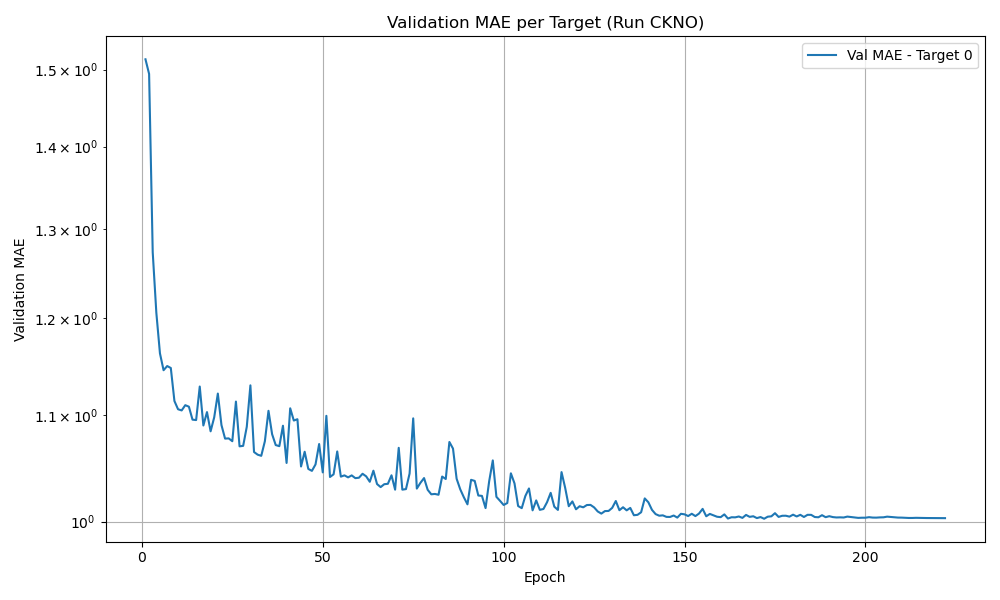 Validation MAE per Target (Run CKNO)
Val MAE - Target 0
1.5 × 10⁰
1.4 × 10⁰
1.3 × 10⁰
1.2 × 10⁰
1.1 × 10⁰
10⁰
Validation MAE
0 50 100 150 200
Epoch